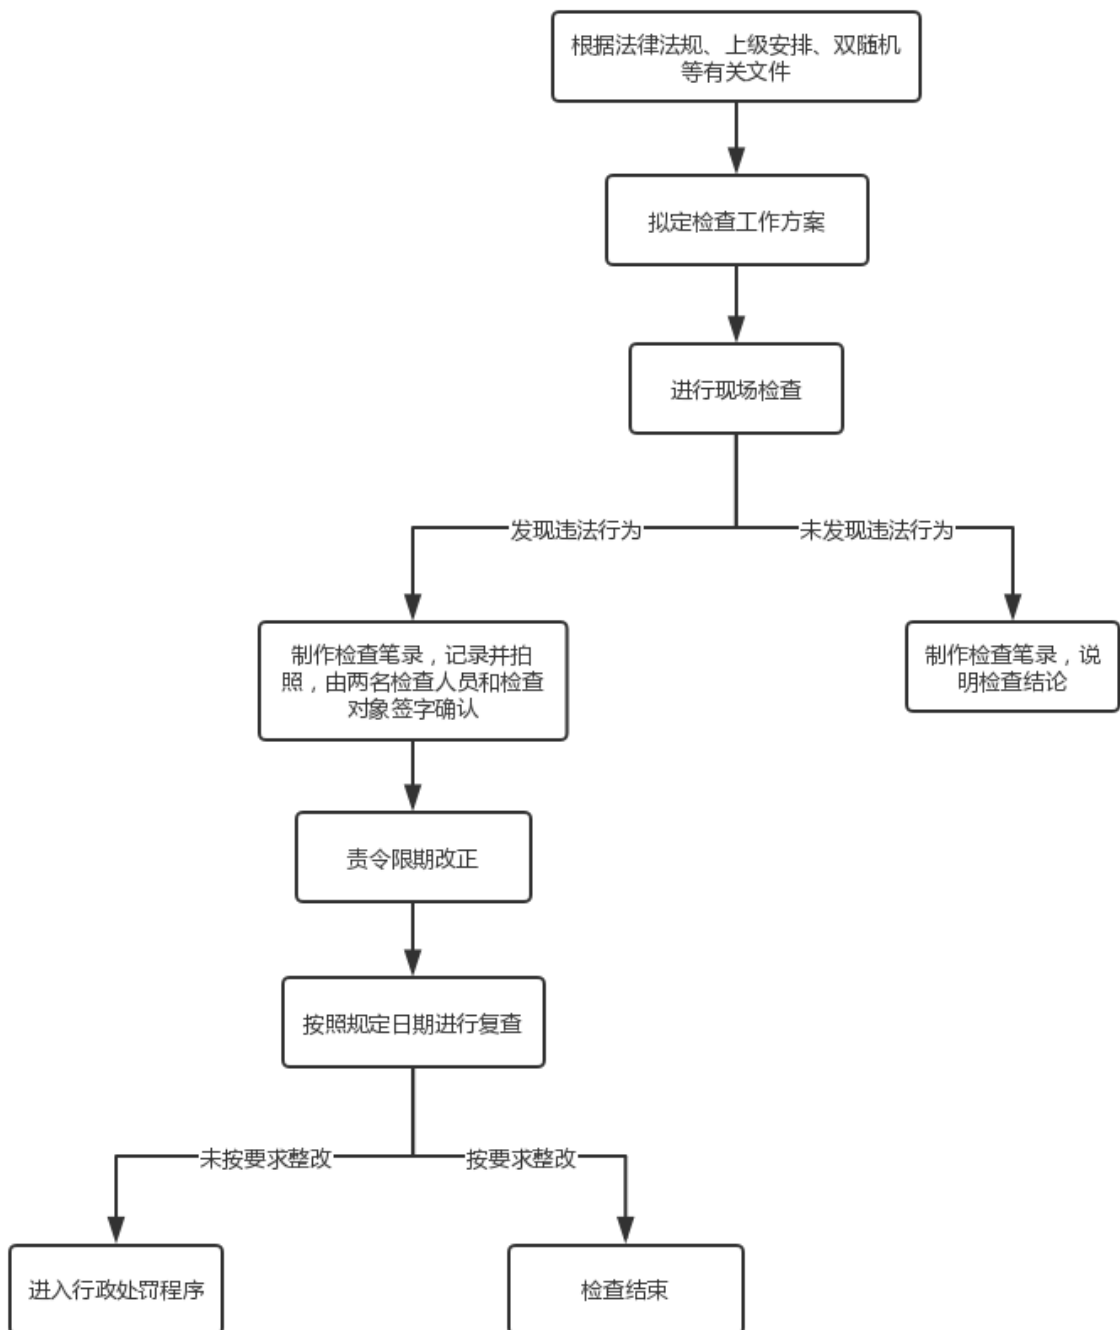 根据法律法规、上级安排、双随机
等有关文件
拟定检查工作方案
进行现场检查
发现违法行为
未发现违法行为
制作检查笔录，记录并拍
照，由两名检查人员和检查
对象签字确认
制作检查笔录，说
明检查结论
责令限期改正
按照规定日期进行复查
未按要求整改
按要求整改
进入行政处罚程序
检查结束